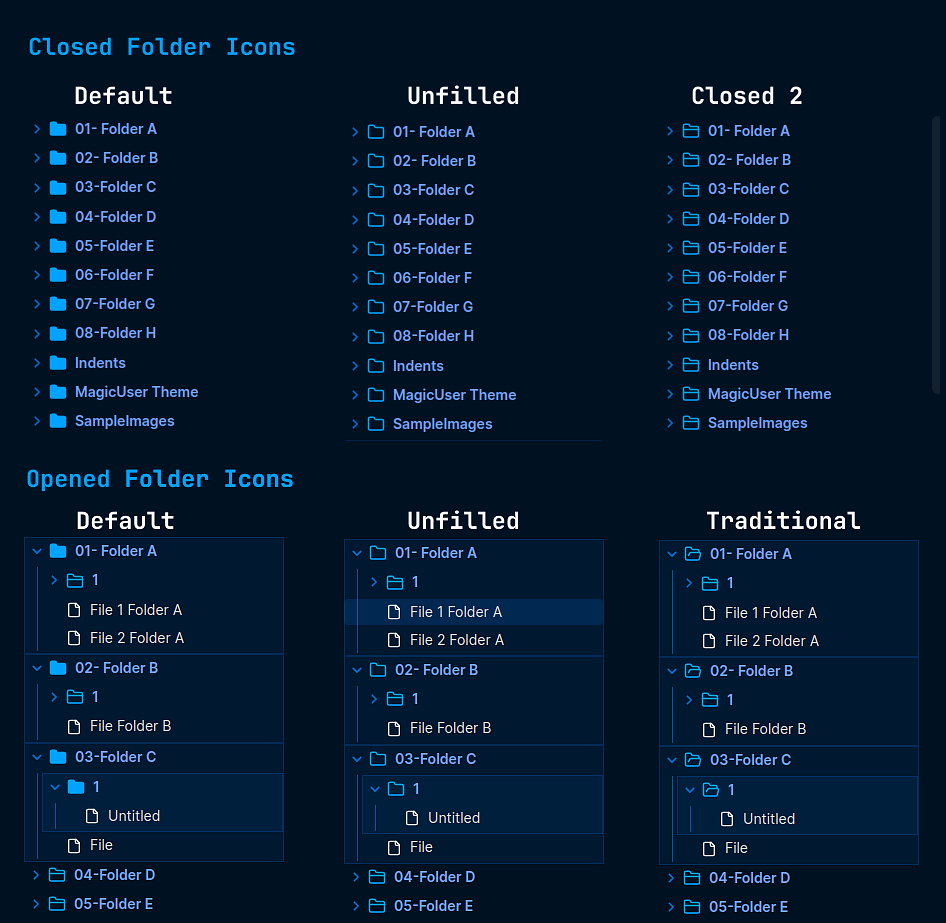 Closed Folder Icons
Default
01- Folder A
02- Folder B
03-Folder C
04-Folder D
05-Folder E
06-Folder F
07-Folder G
08-Folder H
Indents
MagicUser Theme
SampleImages
Unfilled
01- Folder A
02- Folder B
03-Folder C
04-Folder D
05-Folder E
06-Folder F
07-Folder G
08-Folder H
Indents
MagicUser Theme
SampleImages
Closed 2
01- Folder A
02- Folder B
03-Folder C
04-Folder D
05-Folder E
06-Folder F
07-Folder G
08-Folder H
Indents
MagicUser Theme
SampleImages
Opened Folder Icons
Default
01- Folder A
1
File 1 Folder A
File 2 Folder A
02- Folder B
1
File Folder B
03-Folder C
1
Untitled
File
04-Folder D
05-Folder E
Unfilled
01- Folder A
1
File 1 Folder A
File 2 Folder A
02- Folder B
1
File Folder B
03-Folder C
1
Untitled
File
04-Folder D
05-Folder E
Traditional
01- Folder A
1
File 1 Folder A
File 2 Folder A
02- Folder B
1
File Folder B
03-Folder C
1
Untitled
File
04-Folder D
05-Folder E